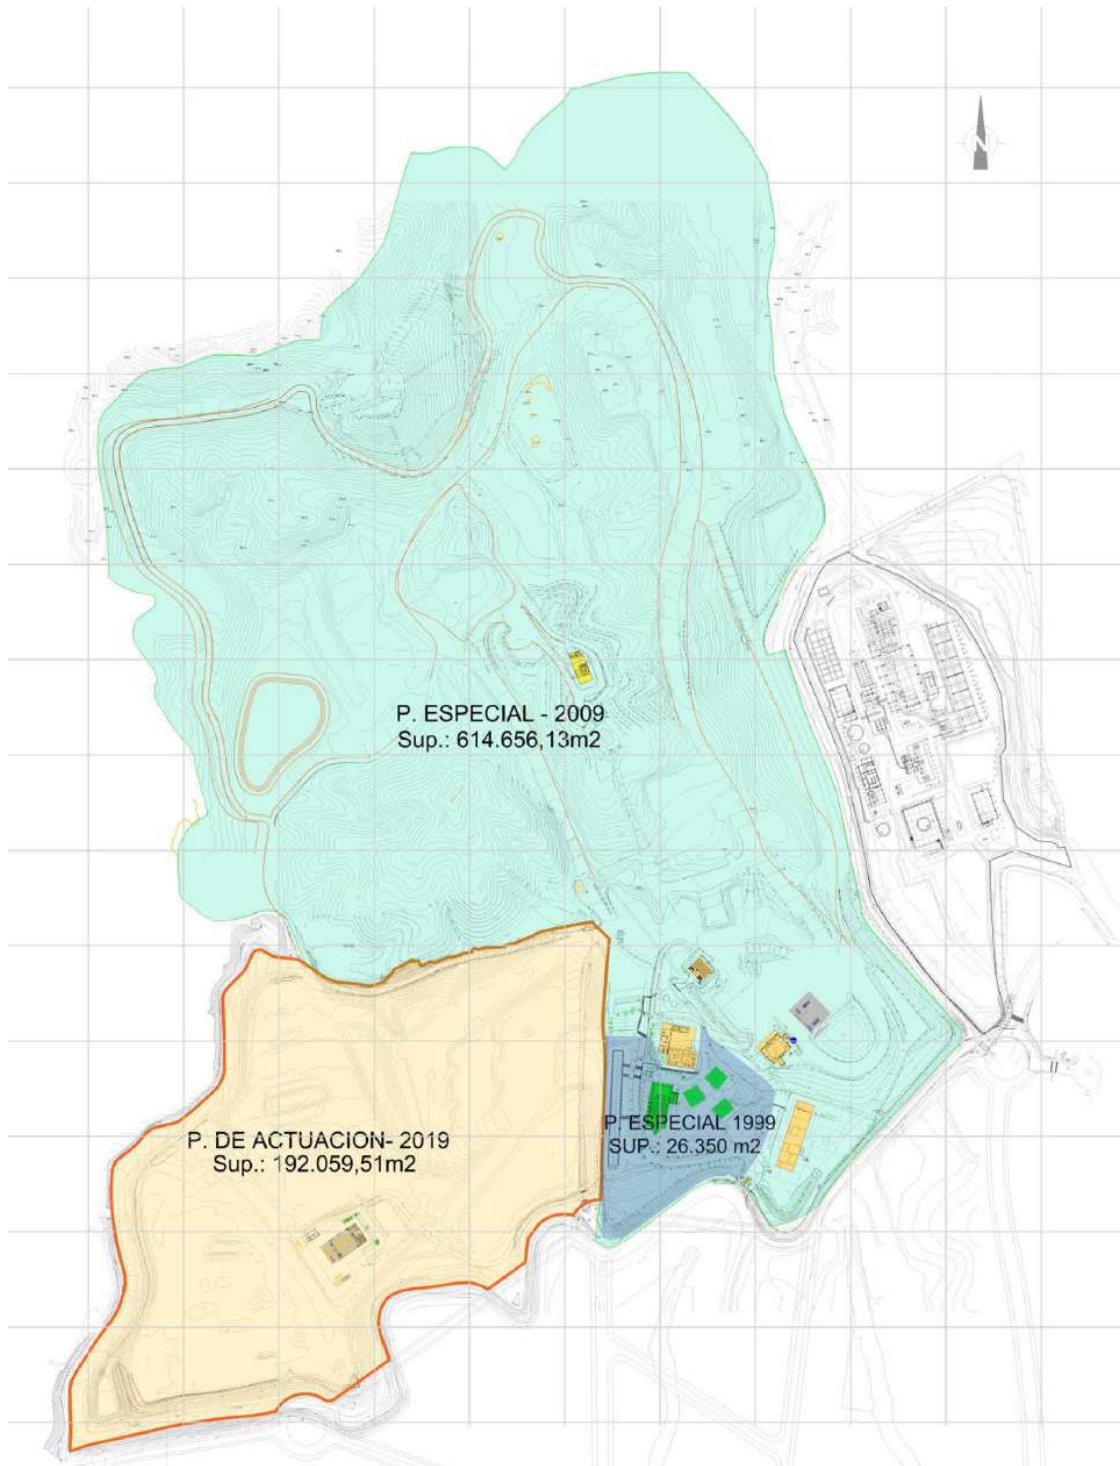 N
P. ESPECIAL - 2009
Sup.: 614.656,13m2
P. ESPECIAL 1999
SUP.: 26.350 m2
P. DE ACTUACION- 2019
Sup.: 192.059,51m2